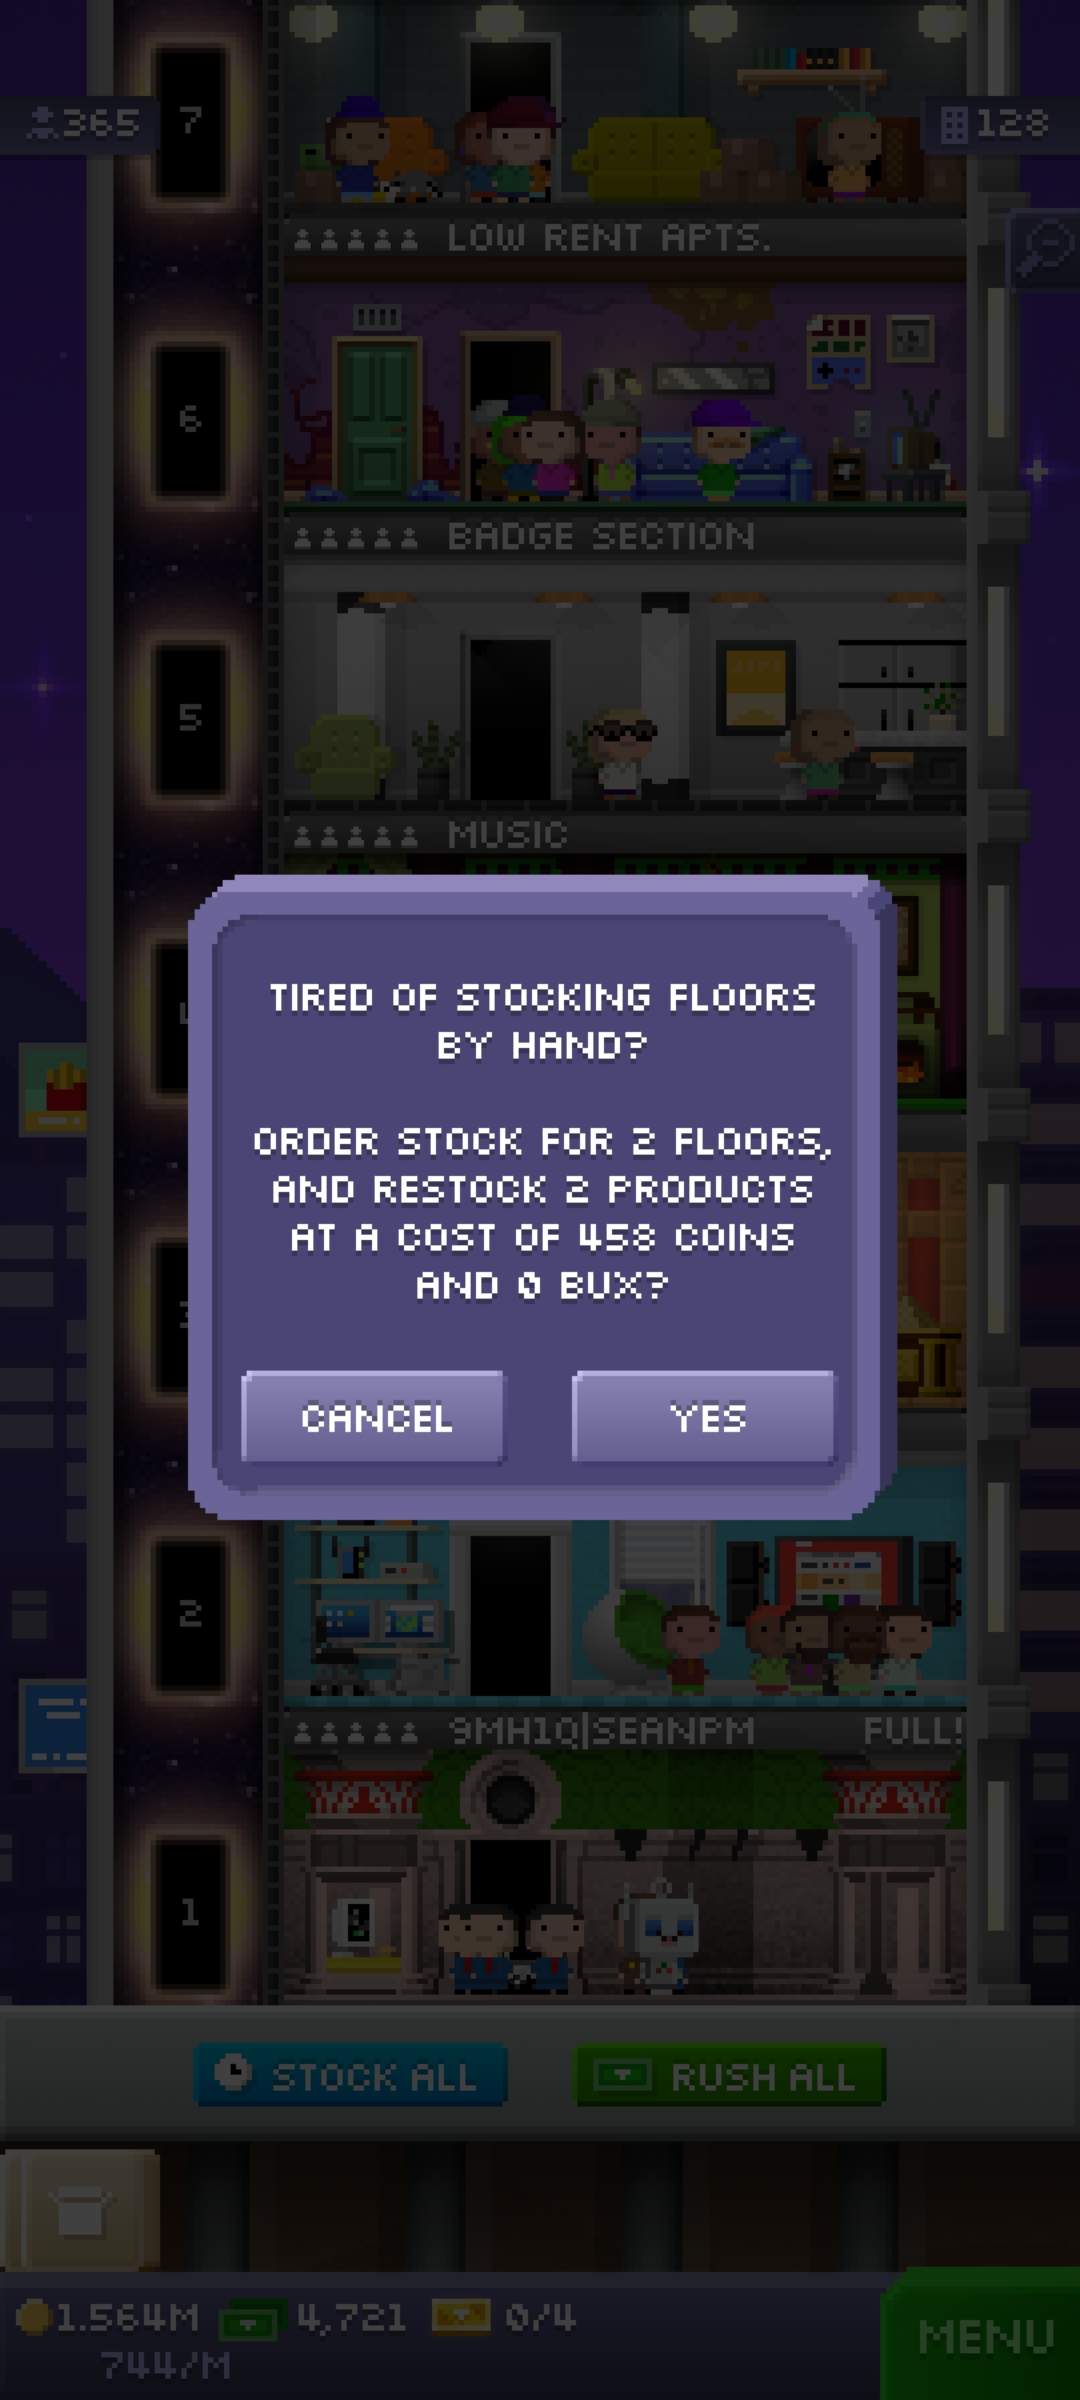 7
365
128
LOW RENT APTS.
6
BADGE SECTION
5
MUSIC
TIRED OF STOCKING FLOORS
BY HAND?
ORDER STOCK FOR 2 FLOORS,
AND RESTOCK 2 PRODUCTS
AT A COST OF 458 COINS
AND 0 BUX?
CANCEL
YES
2
9MH1Q|SEANPM FULL!
1
STOCK ALL
RUSH ALL
1.564M
4,721
0/4
744/M
MENU